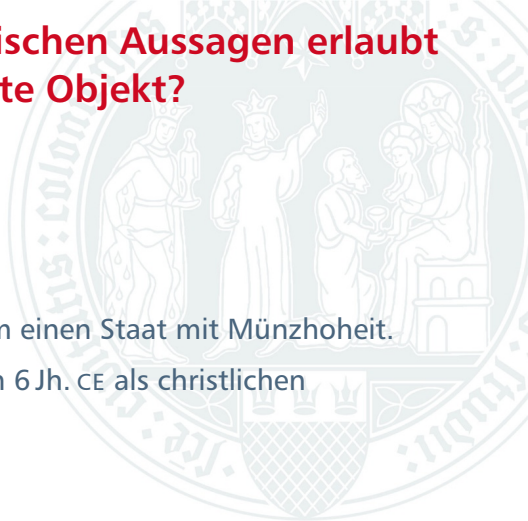 ischen Aussagen erlaubt
te Objekt?
einen Staat mit Münzhoheit.
6 Jh. CE als christlichen